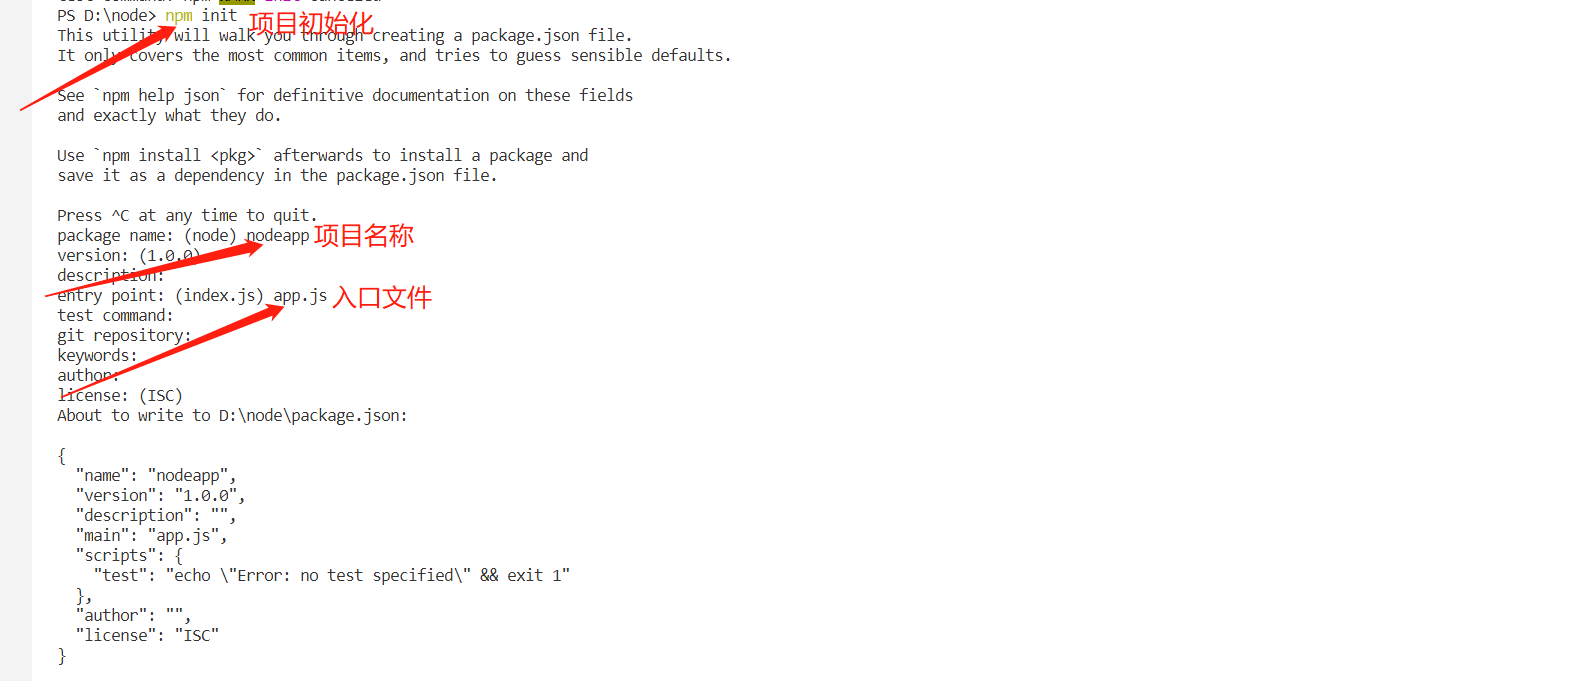 PS D:\node> npm init 项目初始化
This utility will walk you through creating a package.json file.
It only covers the most common items, and tries to guess sensible defaults.
See `npm help json` for definitive documentation on these fields
and exactly what they do.
Use `npm install <pkg>` afterwards to install a package and
save it as a dependency in the package.json file.
Press ^C at any time to quit.
package name: (node) nodeapp 项目名称
version: (1.0.0)
description:
entry point: (index.js) app.js 入口文件
test command:
git repository:
keywords:
author:
license: (ISC)
About to write to D:\node\package.json:
{
  "name": "nodeapp",
  "version": "1.0.0",
  "description": "",
  "main": "app.js",
  "scripts": {
    "test": "echo \"Error: no test specified\" && exit 1"
  },
  "author": "",
  "license": "ISC"
}